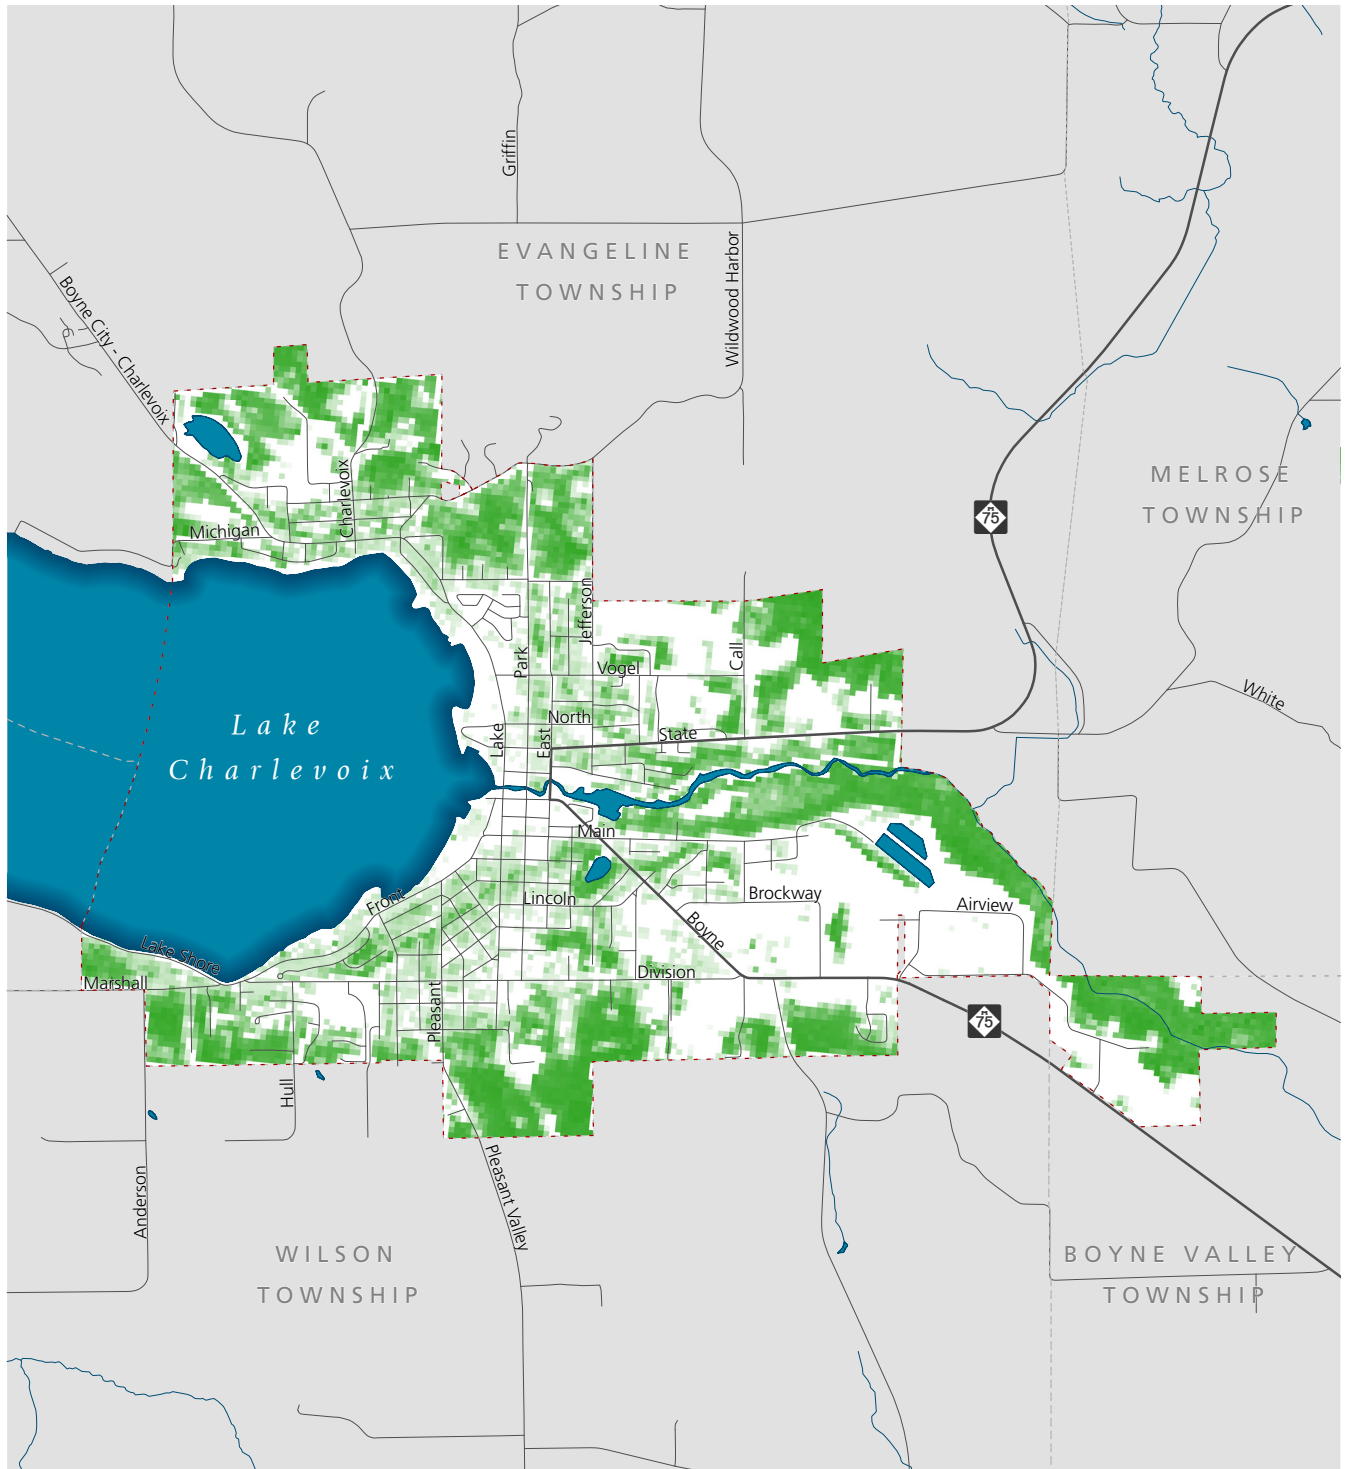 Griffin
EVANGELINE
TOWNSHIP
Wildwood Harbor
Boyne City - Charlevoix
MELROSE
TOWNSHIP
M
75
Charlevoix
Michigan
Jefferson
Park
Vogel
Call
White
North
Lake
East
State
Lake
Charlevoix
Main
Brockway
Lincoln
Front
Airview
Boyne
Lake Shore
Division
Marshall
Pleasant
M
75
Hull
Anderson
Pleasant Valley
WILSON
TOWNSHIP
BOYNE VALLEY
TOWNSHIP